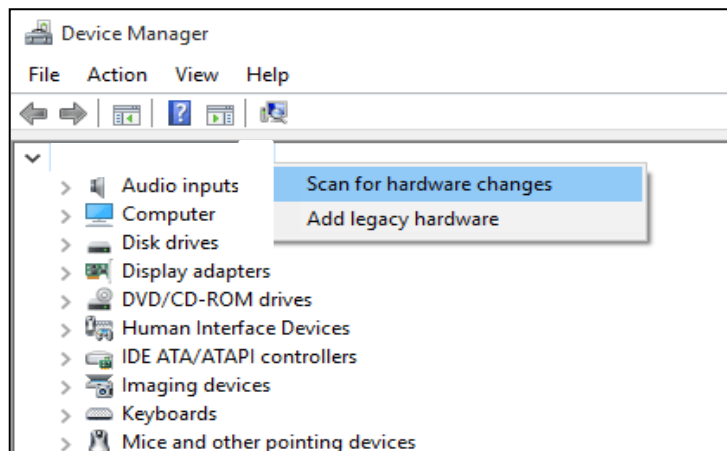 Device Manager
File Action View Help
Audio inputs
Scan for hardware changes
Computer
Add legacy hardware
Disk drives
Display adapters
DVD/CD-ROM drives
Human Interface Devices
IDE ATA/ATAPI controllers
Imaging devices
Keyboards
Mice and other pointing devices